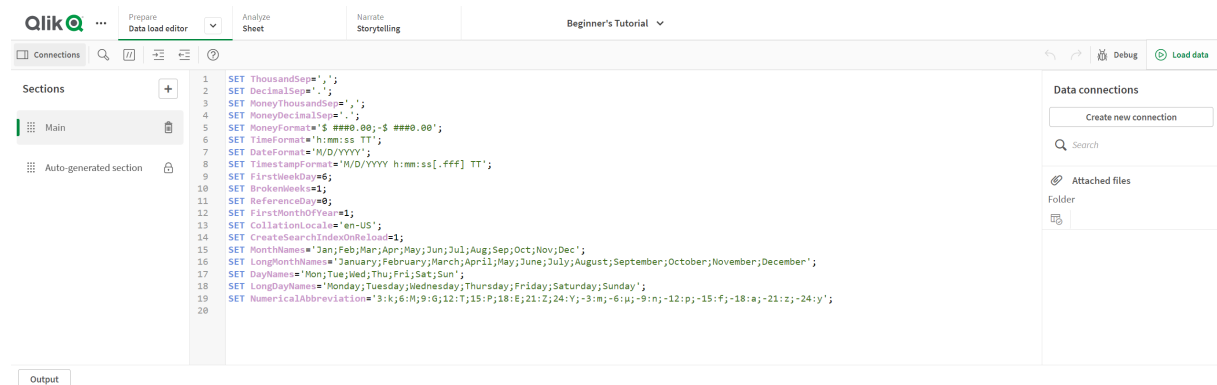 Qlik
Prepare
Data load editor
Analyze
Sheet
Narrate
Storytelling
Beginner's Tutorial
Connections
//
?
Debug
Load data
Sections
+
Main
Auto-generated section
1 SET ThousandSep=',';
2 SET DecimalSep='.';
3 SET MoneyThousandSep=',';
4 SET MoneyDecimalSep='.';
5 SET MoneyFormat='$ ###0.00;-$ ###0.00';
6 SET TimeFormat='h:mm:ss TT';
7 SET DateFormat='M/D/YYYY';
8 SET TimestampFormat='M/D/YYYY h:mm:ss[.fff] TT';
9 SET FirstWeekDay=6;
10 SET BrokenWeeks=1;
11 SET ReferenceDay=0;
12 SET FirstMonthOfYear=1;
13 SET CollationLocale='en-US';
14 SET CreateSearchIndexOnReload=1;
15 SET MonthNames='Jan;Feb;Mar;Apr;May;Jun;Jul;Aug;Sep;Oct;Nov;Dec';
16 SET LongMonthNames='January;February;March;April;May;June;July;August;September;October;November;December';
17 SET DayNames='Mon;Tue;Wed;Thu;Fri;Sat;Sun';
18 SET LongDayNames='Monday;Tuesday;Wednesday;Thursday;Friday;Saturday;Sunday';
19 SET NumericalAbbreviation='3:k;6:M;9:G;12:T;15:P;18:E;21:Z;24:Y;-3:m;-6:μ;-9:n;-12:p;-15:f;-18:a;-21:z;-24:y';
20
Data connections
Create new connection
Search
Attached files
Folder
Output